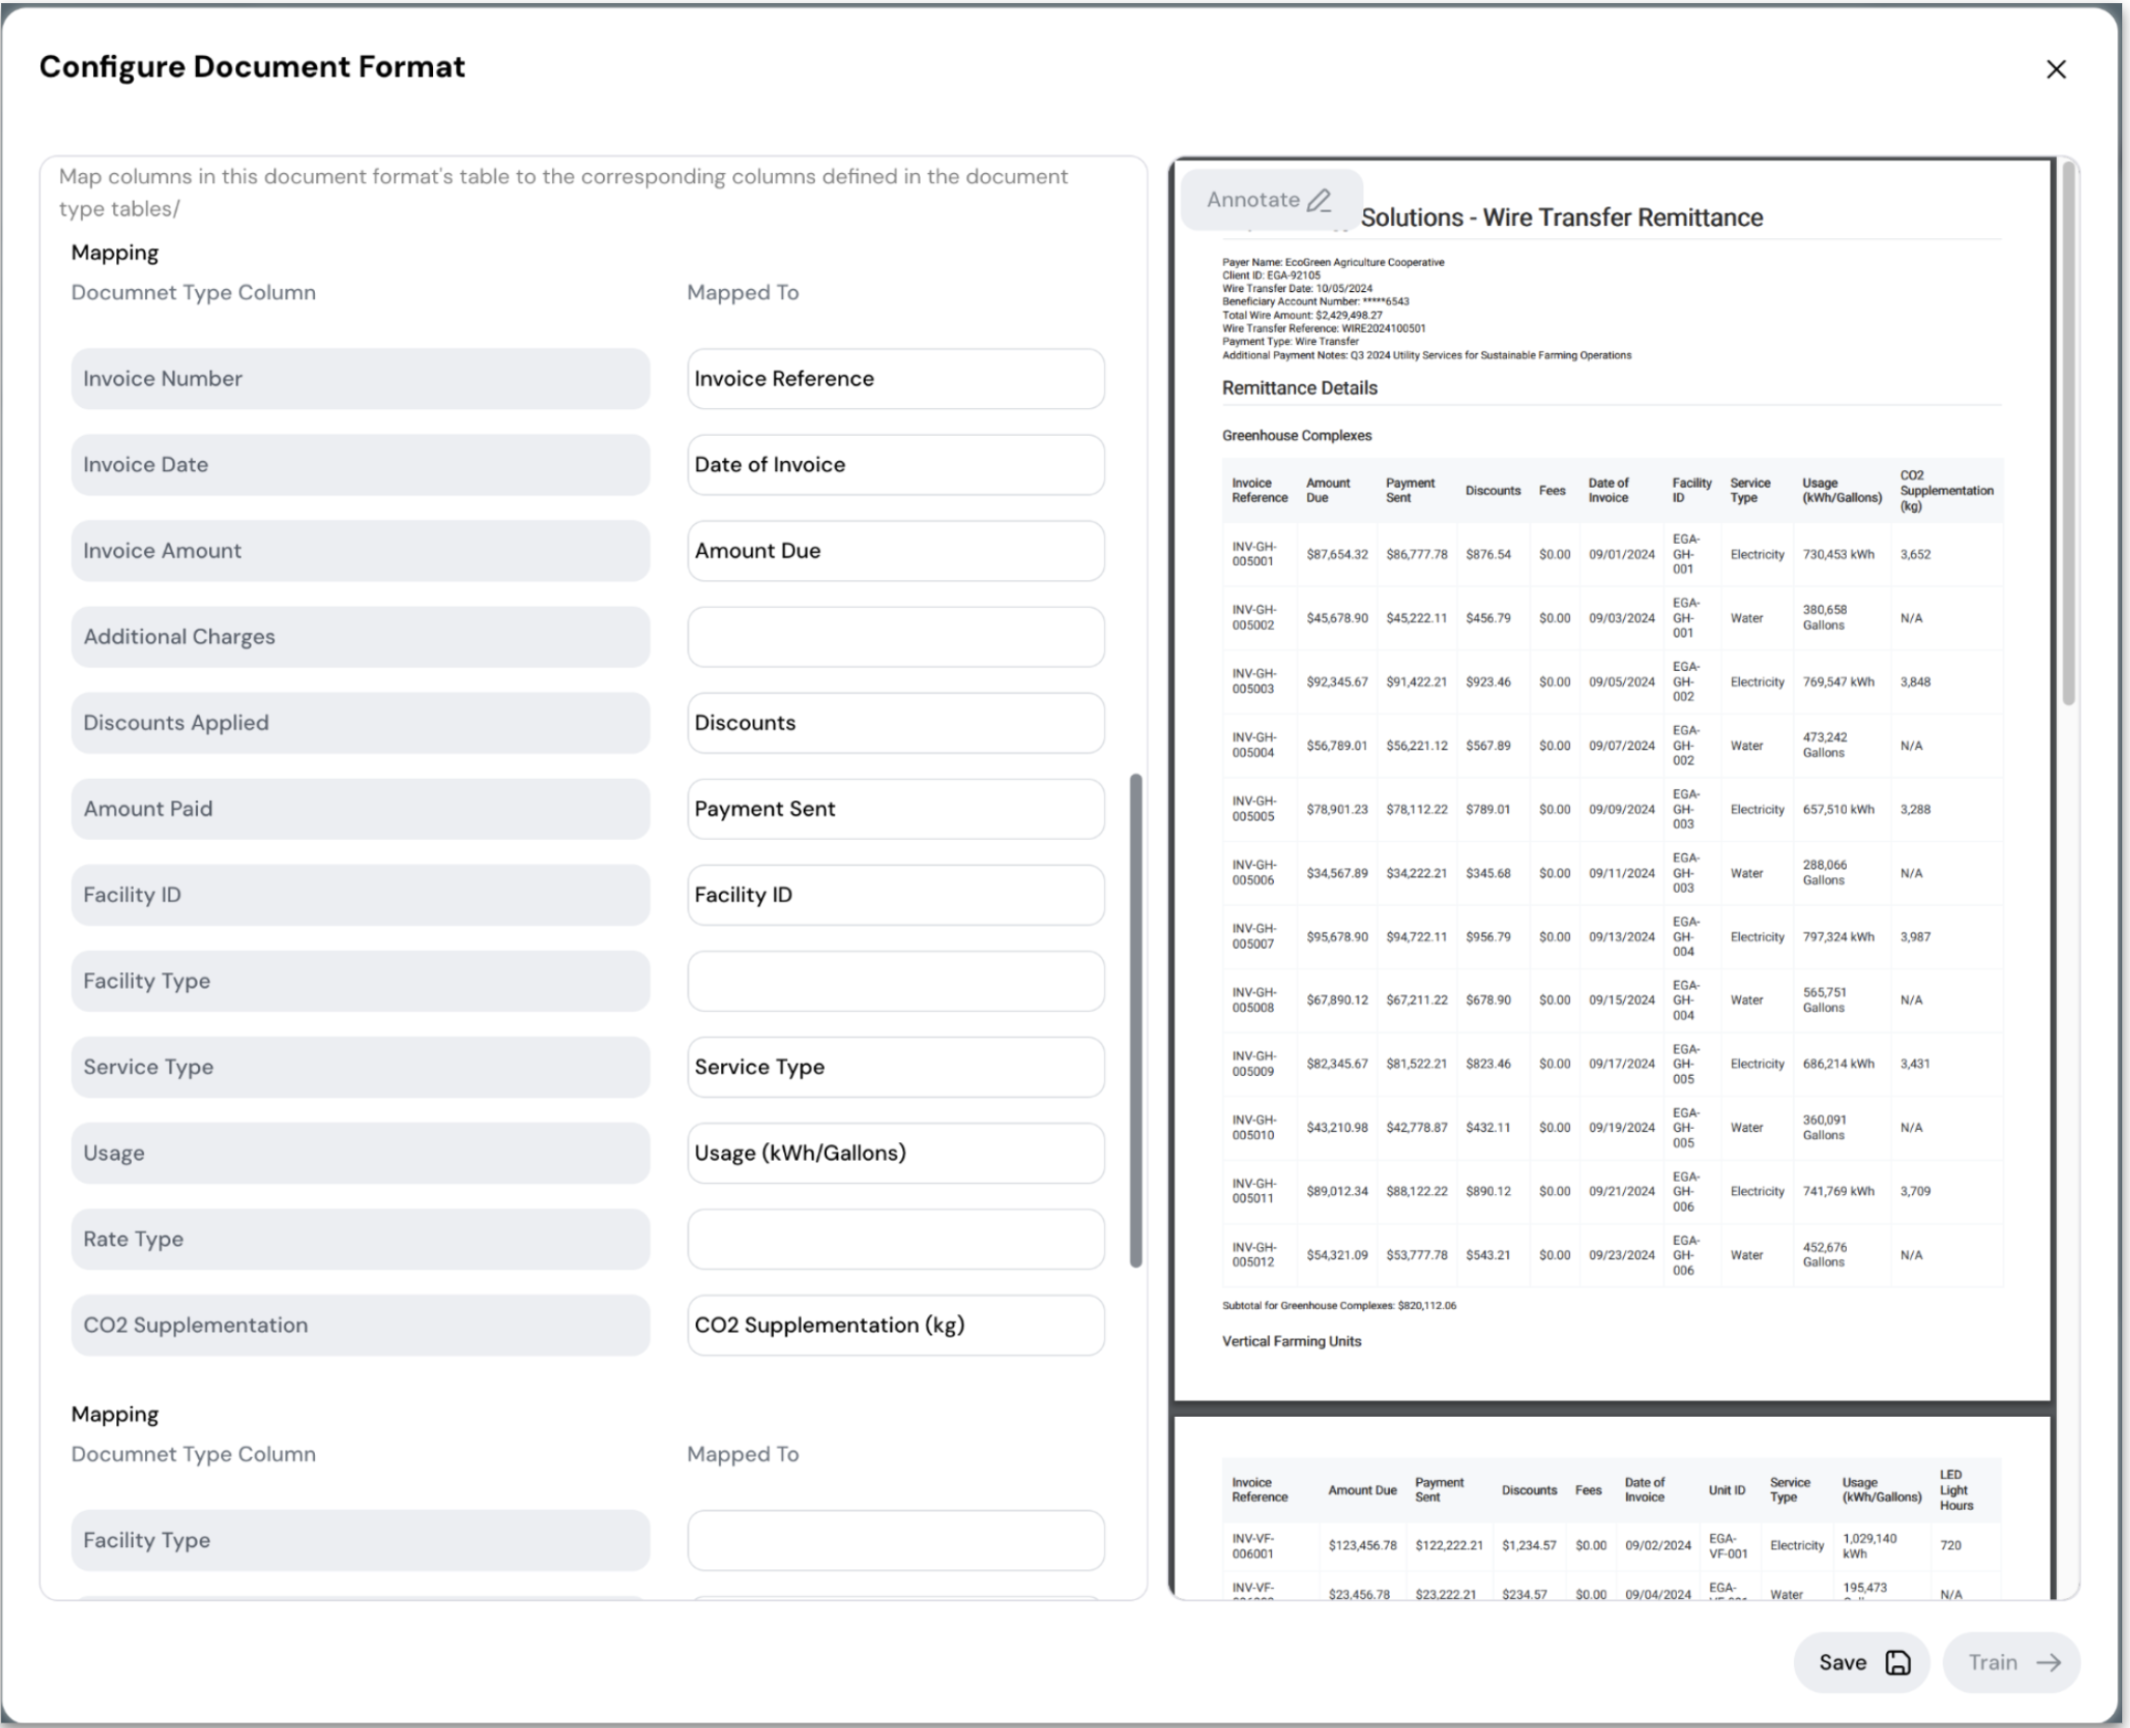 Configure Document Format
Map columns in this document format's table to the corresponding columns defined in the document
type tables/
Mapping
Documnet Type Column Mapped To
Invoice Number Invoice Reference
Invoice Date Date of Invoice
Invoice Amount Amount Due
Additional Charges
Discounts Applied Discounts
Amount Paid Payment Sent
Facility ID Facility ID
Facility Type
Service Type Service Type
Usage Usage (kWh/Gallons)
Rate Type
CO2 Supplementation CO2 Supplementation (kg)
Mapping
Documnet Type Column Mapped To
Facility Type
Annotate
Solutions - Wire Transfer Remittance
Payer Name: EcoGreen Agriculture Cooperative
Client ID: EGA-92105
Wire Transfer Date: 10/05/2024
Beneficiary Account Number: *****6543
Total Wire Amount: $2,429,498.27
Wire Transfer Reference: WIRE2024100501
Payment Type: Wire Transfer
Additional Payment Notes: Q3 2024 Utility Services for Sustainable Farming Operations
Remittance Details
Greenhouse Complexes
Invoice Reference Amount Due Payment Sent Discounts Fees Date of Invoice Facility ID Service Type Usage (kWh/Gallons) CO2 Supplementation (kg)
INV-GH-005001 $87,654.32 $86,777.78 $876.54 $0.00 09/01/2024 EGA-GH-001 Electricity 730,453 kWh 3,652
INV-GH-005002 $45,678.90 $45,222.11 $456.79 $0.00 09/03/2024 EGA-GH-001 Water 380,658 Gallons N/A
INV-GH-005003 $92,345.67 $91,422.21 $923.46 $0.00 09/05/2024 EGA-GH-002 Electricity 769,547 kWh 3,848
INV-GH-005004 $56,789.01 $56,221.12 $567.89 $0.00 09/07/2024 EGA-GH-002 Water 473,242 Gallons N/A
INV-GH-005005 $78,901.23 $78,112.22 $789.01 $0.00 09/09/2024 EGA-GH-003 Electricity 657,510 kWh 3,288
INV-GH-005006 $34,567.89 $34,222.21 $345.68 $0.00 09/11/2024 EGA-GH-003 Water 288,066 Gallons N/A
INV-GH-005007 $95,678.90 $94,722.11 $956.79 $0.00 09/13/2024 EGA-GH-004 Electricity 797,324 kWh 3,987
INV-GH-005008 $67,890.12 $67,211.22 $678.90 $0.00 09/15/2024 EGA-GH-004 Water 565,751 Gallons N/A
INV-GH-005009 $82,345.67 $81,522.21 $823.46 $0.00 09/17/2024 EGA-GH-005 Electricity 686,214 kWh 3,431
INV-GH-005010 $43,210.98 $42,778.87 $432.11 $0.00 09/19/2024 EGA-GH-005 Water 360,091 Gallons N/A
INV-GH-005011 $89,012.34 $88,122.22 $890.12 $0.00 09/21/2024 EGA-GH-006 Electricity 741,769 kWh 3,709
INV-GH-005012 $54,321.09 $53,777.78 $543.21 $0.00 09/23/2024 EGA-GH-006 Water 452,676 Gallons N/A
Subtotal for Greenhouse Complexes: $820,112.06
Vertical Farming Units
Invoice Reference Amount Due Payment Sent Discounts Fees Date of Invoice Unit ID Service Type Usage (kWh/Gallons) LED Light Hours
INV-VF-006001 $123,456.78 $122,222.21 $1,234.57 $0.00 09/02/2024 EGA-VF-001 Electricity 1,029,140 kWh 720
INV-VF- $23,456.78 $23,222.21 $234.57 $0.00 09/04/2024 EGA- Water 195,473 N/A
Save
Train